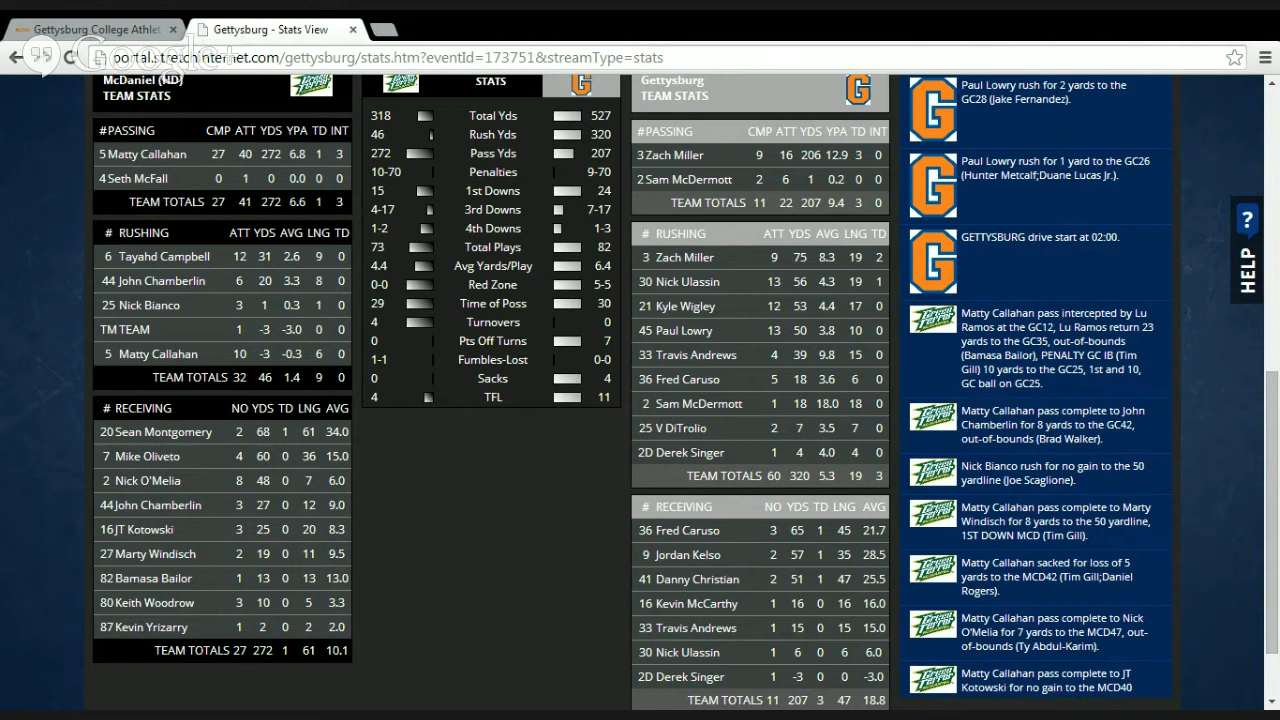 Gettysburg College Athlet
Gettysburg - Stats View
Google+
portal.stretchinternet.com/gettysburg/stats.htm?eventId=173751&streamType=stats
McDaniel (MD)
TEAM STATS
#PASSING CMP ATT YDS YPA TD INT
5 Matty Callahan 27 40 272 6.8 1 3
4 Seth McFall 0 1 0 0.0 0 0
TEAM TOTALS 27 41 272 6.6 1 3
# RUSHING ATT YDS AVG LNG TD
6 Tayahd Campbell 12 31 2.6 9 0
44 John Chamberlin 6 20 3.3 8 0
25 Nick Bianco 3 1 0.3 1 0
TM TEAM 1 -3 -3.0 0 0
5 Matty Callahan 10 -3 -0.3 6 0
TEAM TOTALS 32 46 1.4 9 0
# RECEIVING NO YDS TD LNG AVG
20 Sean Montgomery 2 68 1 61 34.0
7 Mike Oliveto 4 60 0 36 15.0
2 Nick O'Melia 8 48 0 7 6.0
44 John Chamberlin 3 27 0 12 9.0
16 JT Kotowski 3 25 0 20 8.3
27 Marty Windisch 2 19 0 11 9.5
82 Bamasa Bailor 1 13 0 13 13.0
80 Keith Woodrow 3 10 0 5 3.3
87 Kevin Yrizarry 1 2 0 2 2.0
TEAM TOTALS 27 272 1 61 10.1
STATS
G
318 Total Yds 527
46 Rush Yds 320
272 Pass Yds 207
10-70 Penalties 9-70
15 1st Downs 24
4-17 3rd Downs 7-17
1-2 4th Downs 1-3
73 Total Plays 82
4.4 Avg Yards/Play 6.4
0-0 Red Zone 5-5
29 Time of Poss 30
4 Turnovers 0
0 Pts Off Turns 7
1-1 Fumbles-Lost 0-0
0 Sacks 4
4 TFL 11
Gettysburg
TEAM STATS
G
#PASSING CMP ATT YDS YPA TD INT
3 Zach Miller 9 16 206 12.9 3 0
2 Sam McDermott 2 6 1 0.2 0 0
TEAM TOTALS 11 22 207 9.4 3 0
# RUSHING ATT YDS AVG LNG TD
3 Zach Miller 9 75 8.3 19 2
30 Nick Ulassin 13 56 4.3 19 1
21 Kyle Wigley 12 53 4.4 17 0
45 Paul Lowry 13 50 3.8 10 0
33 Travis Andrews 4 39 9.8 15 0
36 Fred Caruso 5 18 3.6 6 0
2 Sam McDermott 1 18 18.0 18 0
25 V DiTrolio 2 7 3.5 7 0
2D Derek Singer 1 4 4.0 4 0
TEAM TOTALS 60 320 5.3 19 3
# RECEIVING NO YDS TD LNG AVG
36 Fred Caruso 3 65 1 45 21.7
9 Jordan Kelso 2 57 1 35 28.5
41 Danny Christian 2 51 1 47 25.5
16 Kevin McCarthy 1 16 0 16 16.0
33 Travis Andrews 1 15 0 15 15.0
30 Nick Ulassin 1 6 0 6 6.0
2D Derek Singer 1 -3 0 0 -3.0
TEAM TOTALS 11 207 3 47 18.8
G
Paul Lowry rush for 2 yards to the
GC28 (Jake Fernandez).
G
Paul Lowry rush for 1 yard to the GC26
(Hunter Metcalf;Duane Lucas Jr.).
G
GETTYSBURG drive start at 02:00.
Matty Callahan pass intercepted by Lu
Ramos at the GC12, Lu Ramos return 23
yards to the GC35, out-of-bounds
(Bamasa Bailor), PENALTY GC IB (Tim
Gill) 10 yards to the GC25, 1st and 10,
GC ball on GC25.
Matty Callahan pass complete to John
Chamberlin for 8 yards to the GC42,
out-of-bounds (Brad Walker).
Nick Bianco rush for no gain to the 50
yardline (Joe Scaglione).
Matty Callahan pass complete to Marty
Windisch for 8 yards to the 50 yardline,
1ST DOWN MCD (Tim Gill).
Matty Callahan sacked for loss of 5
yards to the MCD42 (Tim Gill;Daniel
Rogers).
Matty Callahan pass complete to Nick
O'Melia for 7 yards to the MCD47, out-
of-bounds (Ty Abdul-Karim).
Matty Callahan pass complete to JT
Kotowski for no gain to the MCD40
? HELP